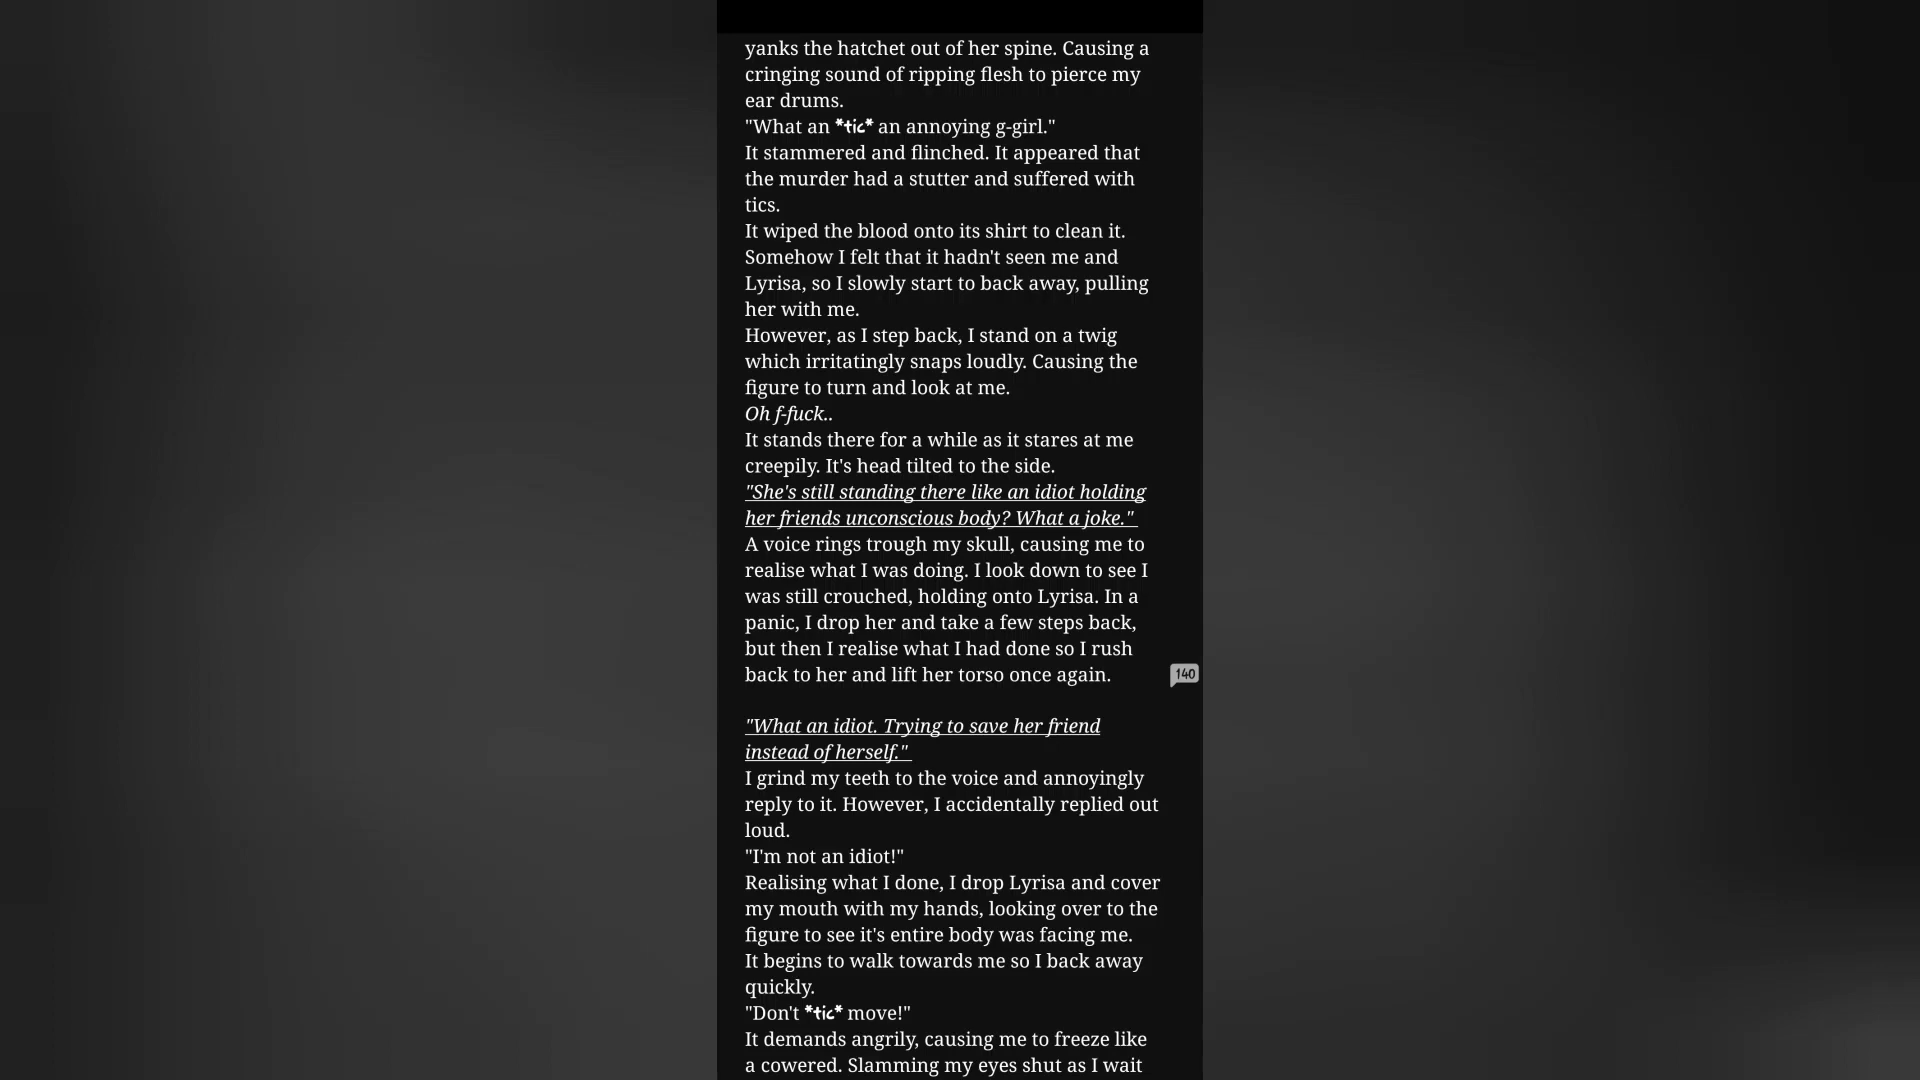 yanks the hatchet out of her spine. Causing a
cringing sound of ripping flesh to pierce my
ear drums.
"What an *tic* an annoying g-girl."
It stammered and flinched. It appeared that
the murder had a stutter and suffered with
tics.
It wiped the blood onto its shirt to clean it.
Somehow I felt that it hadn't seen me and
Lyrisa, so I slowly start to back away, pulling
her with me.
However, as I step back, I stand on a twig
which irritatingly snaps loudly. Causing the
figure to turn and look at me.
Oh f-fuck..
It stands there for a while as it stares at me
creepily. It's head tilted to the side.
"She's still standing there like an idiot holding
her friends unconscious body? What a joke."
A voice rings trough my skull, causing me to
realise what I was doing. I look down to see I
was still crouched, holding onto Lyrisa. In a
panic, I drop her and take a few steps back,
but then I realise what I had done so I rush
back to her and lift her torso once again.
140
"What an idiot. Trying to save her friend
instead of herself."
I grind my teeth to the voice and annoyingly
reply to it. However, I accidentally replied out
loud.
"I'm not an idiot!"
Realising what I done, I drop Lyrisa and cover
my mouth with my hands, looking over to the
figure to see it's entire body was facing me.
It begins to walk towards me so I back away
quickly.
"Don't *tic* move!"
It demands angrily, causing me to freeze like
a cowered. Slamming my eyes shut as I wait